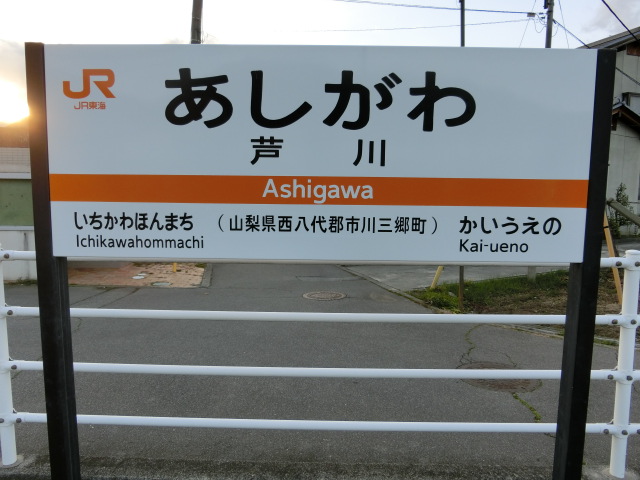 JR
JR東海
あしがわ
芦川
Ashigawa
いちかわほんまち
Ichikawahommachi
（山梨県西八代郡市川三郷町）
かいうえの
Kai-ueno